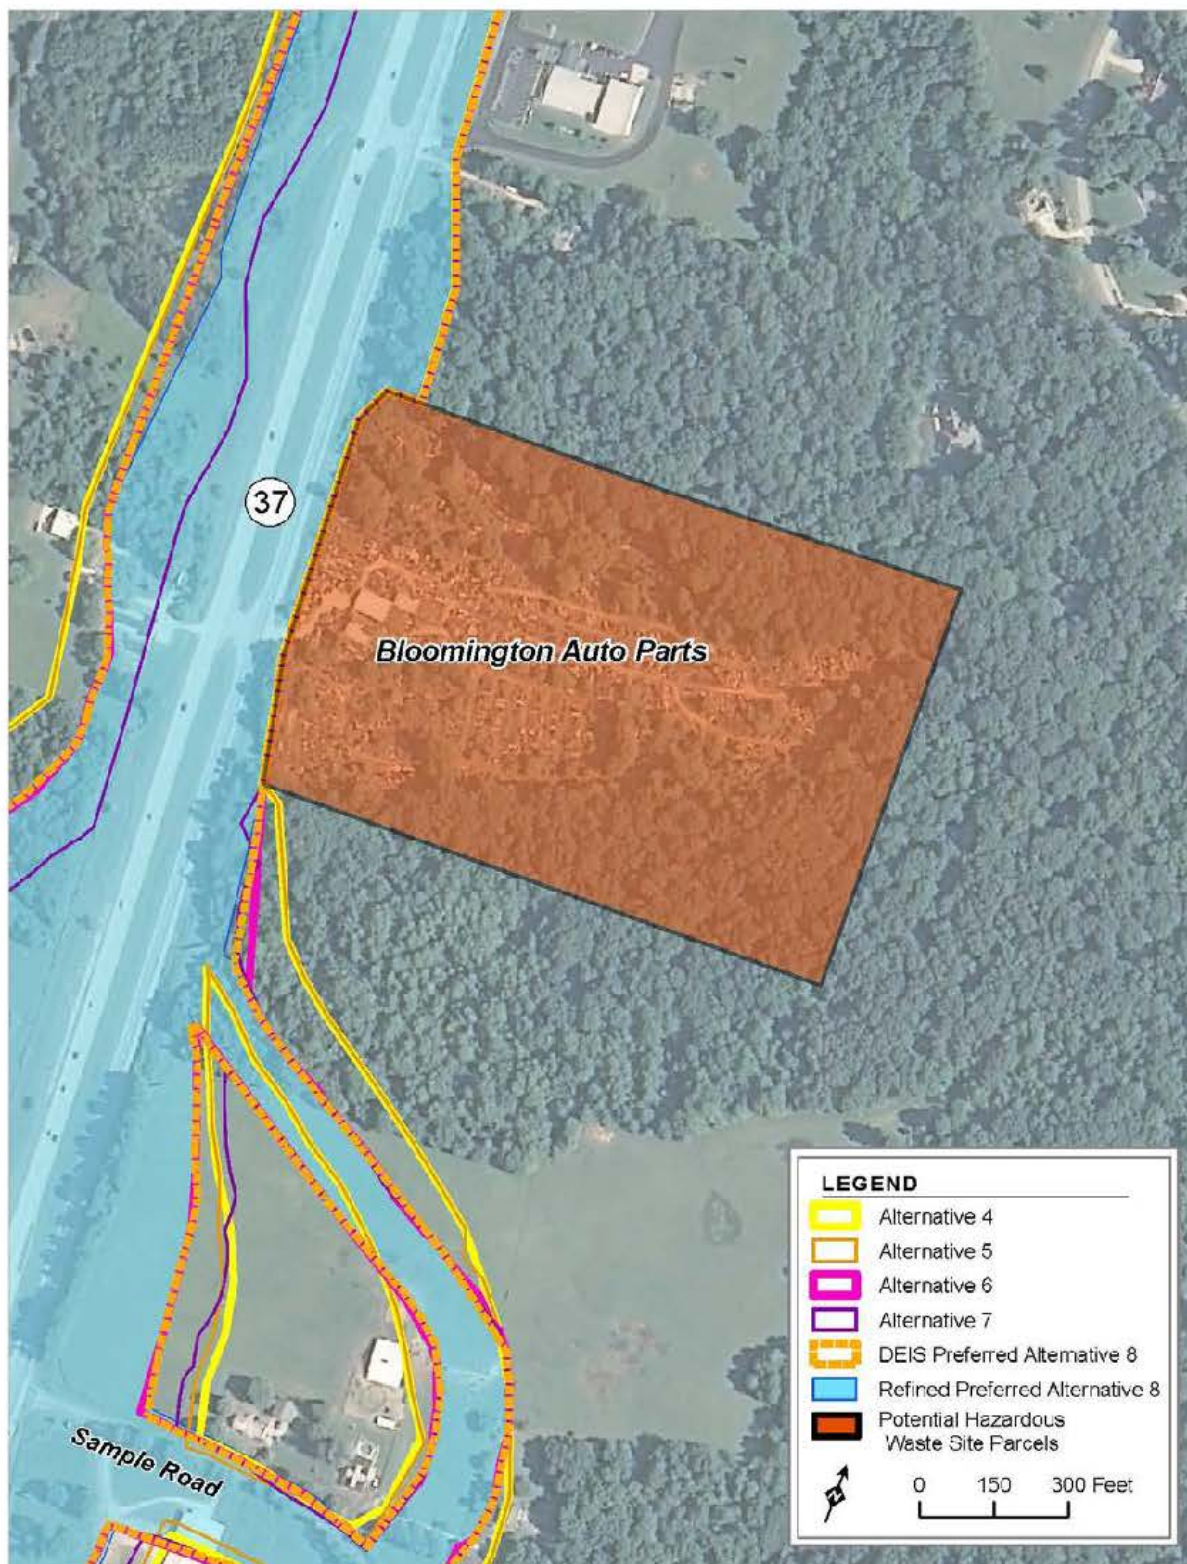 37
Bloomington Auto Parts
Sample Road
LEGEND
Alternative 4
Alternative 5
Alternative 6
Alternative 7
DEIS Preferred Alternative 8
Refined Preferred Alternative 8
Potential Hazardous
Waste Site Parcels
N
0 150 300 Feet